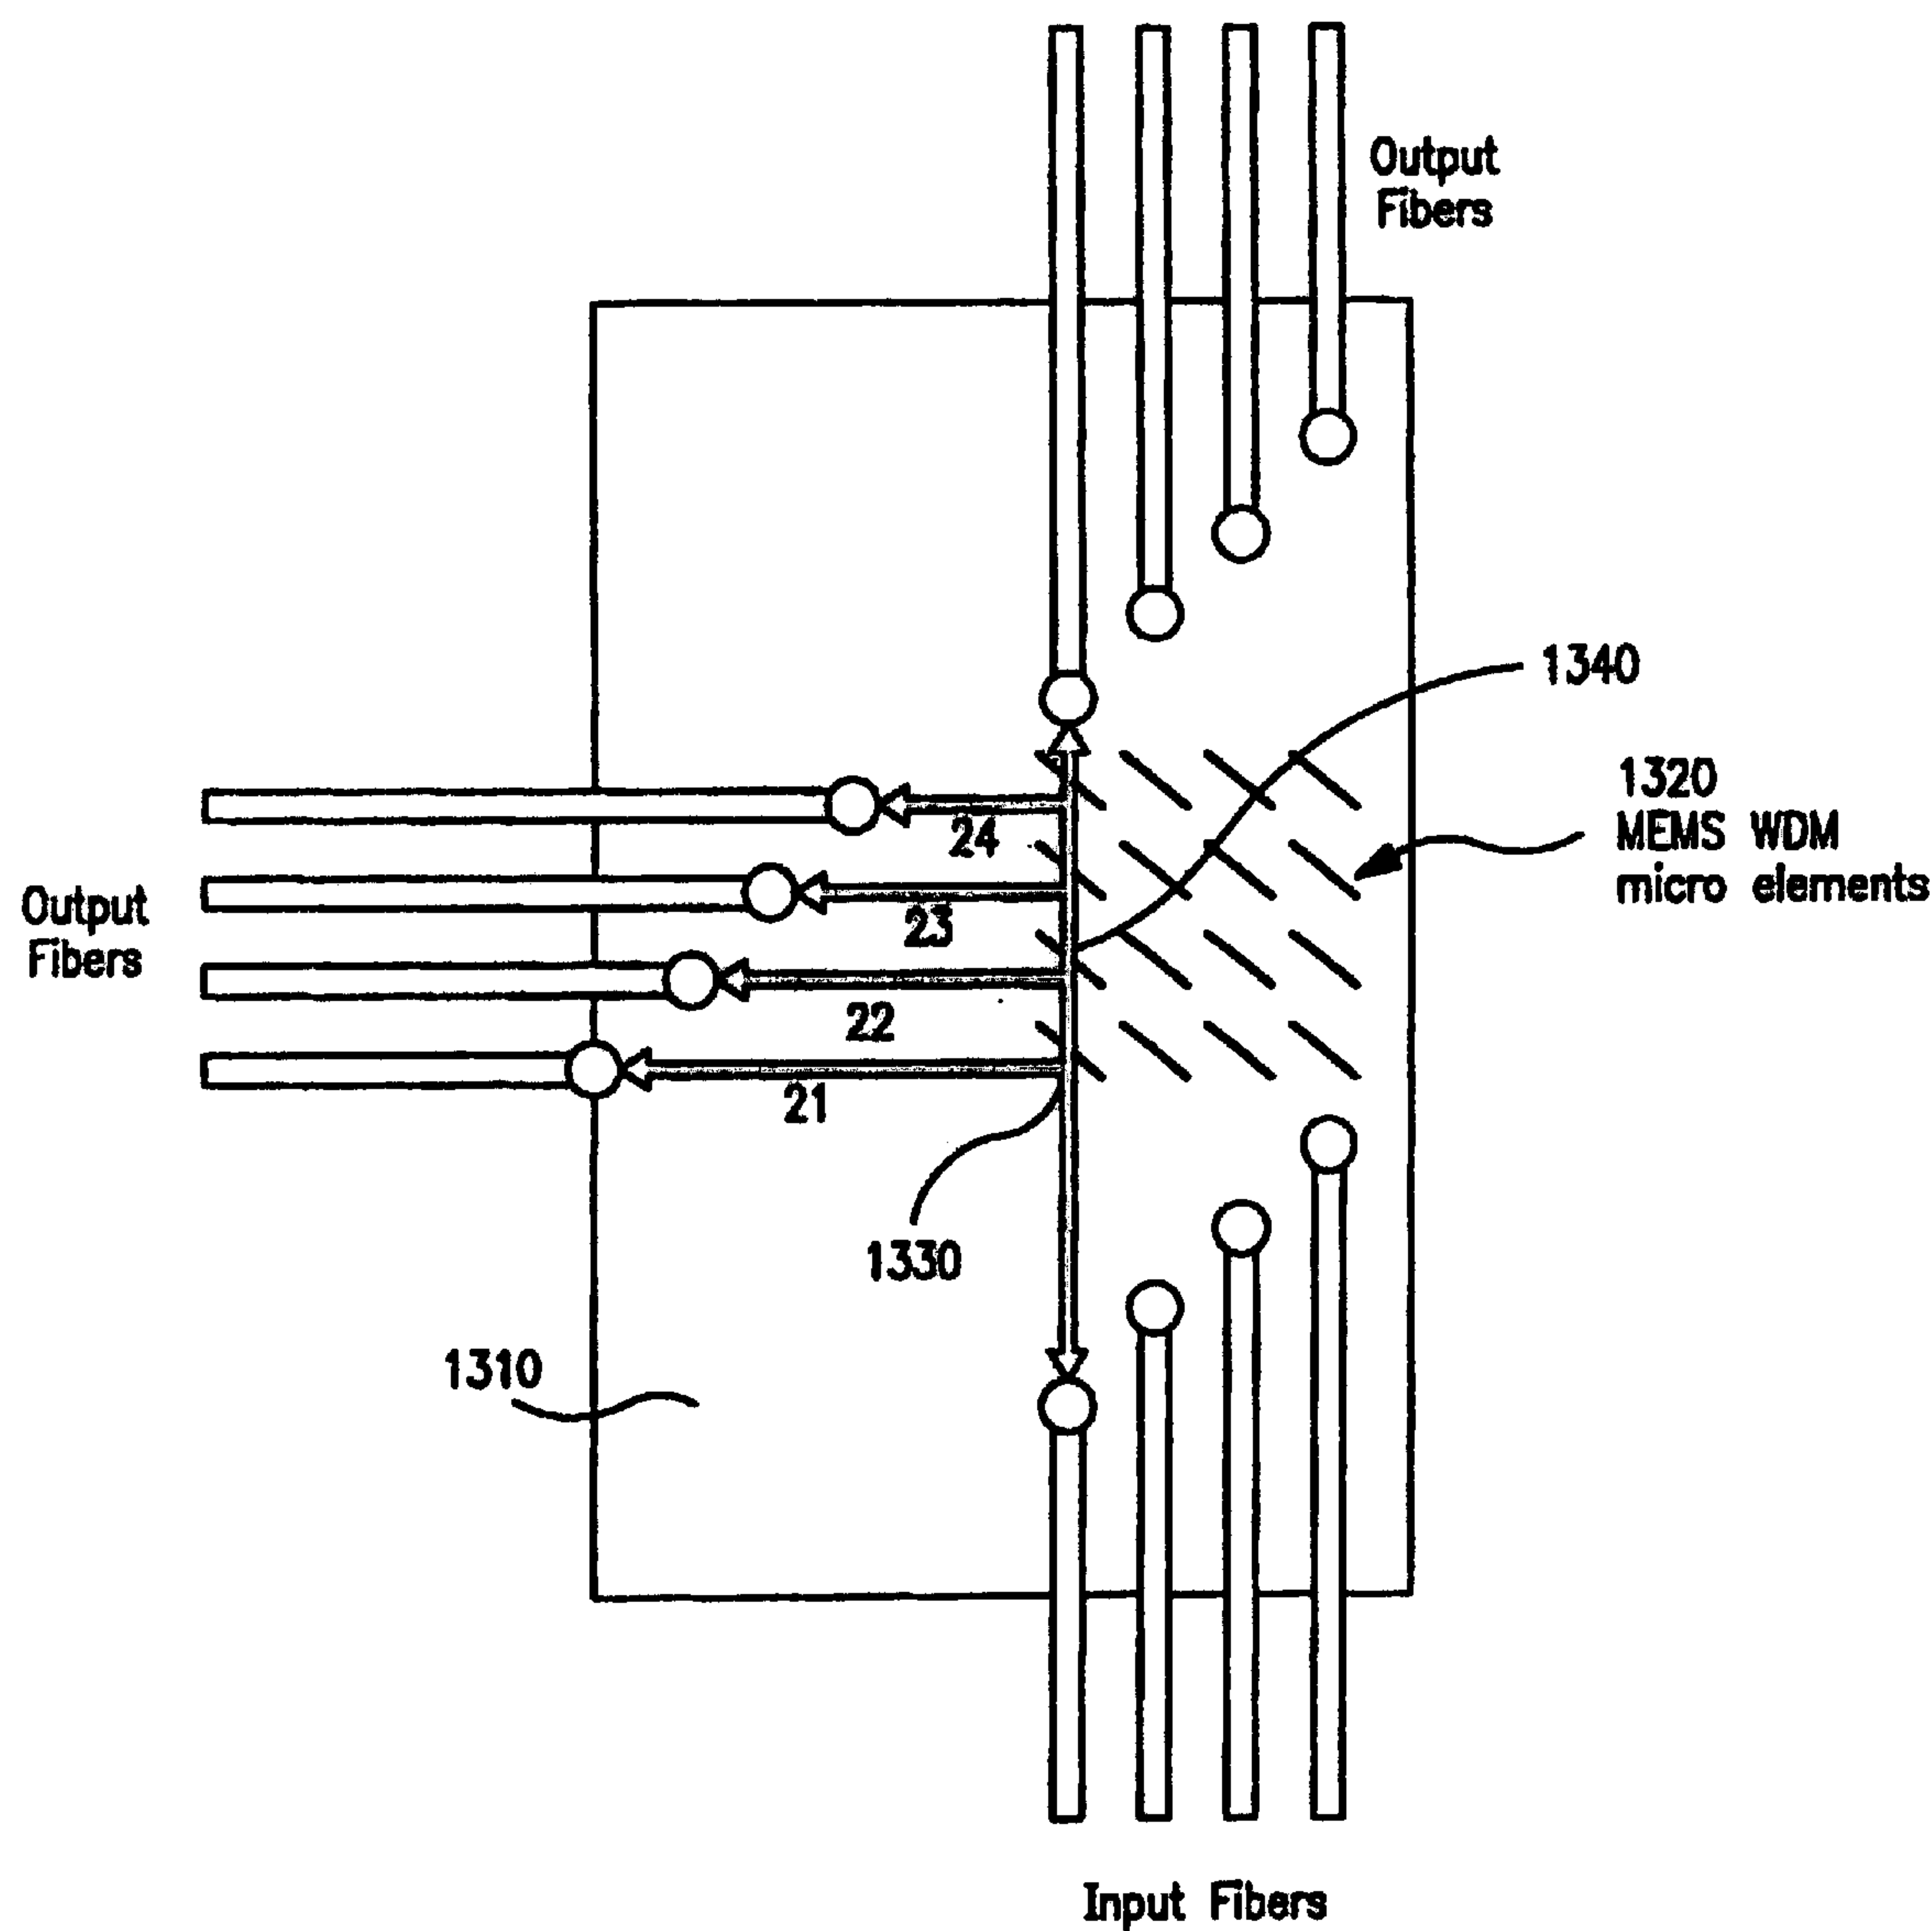 Output
Fibers
1340
1320
MEMS WDM
micro elements
24
23
Output
Fibers
22
21
1330
1310
Input Fibers